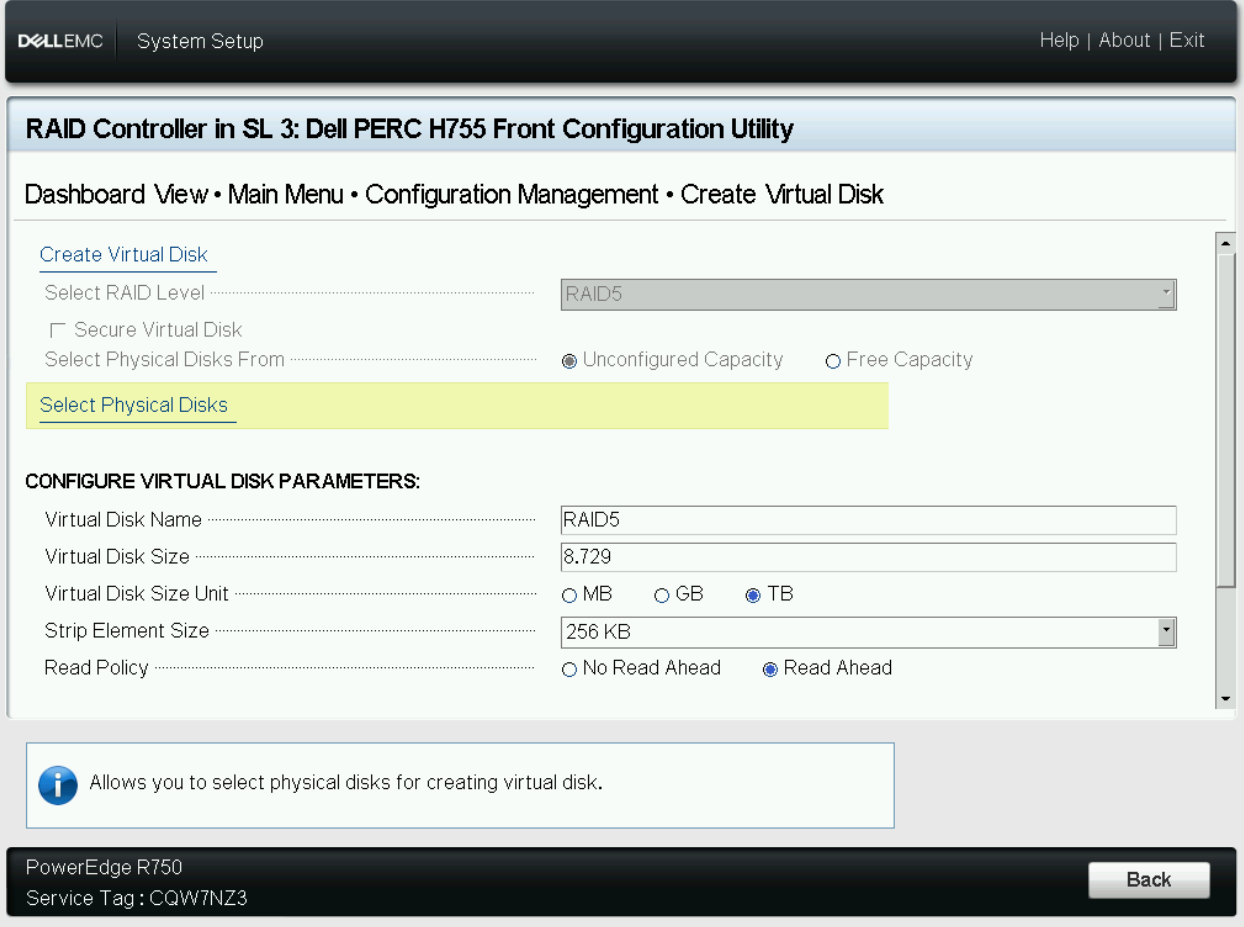 DELLEMC System Setup Help | About | Exit
RAID Controller in SL 3: Dell PERC H755 Front Configuration Utility
Dashboard View • Main Menu • Configuration Management • Create Virtual Disk
Create Virtual Disk
Select RAID Level RAID5
Secure Virtual Disk
Select Physical Disks From Unconfigured Capacity Free Capacity
Select Physical Disks
CONFIGURE VIRTUAL DISK PARAMETERS:
Virtual Disk Name RAID5
Virtual Disk Size 8.729
Virtual Disk Size Unit MB GB TB
Strip Element Size 256 KB
Read Policy No Read Ahead Read Ahead
Allows you to select physical disks for creating virtual disk.
PowerEdge R750
Service Tag : CQW7NZ3
Back